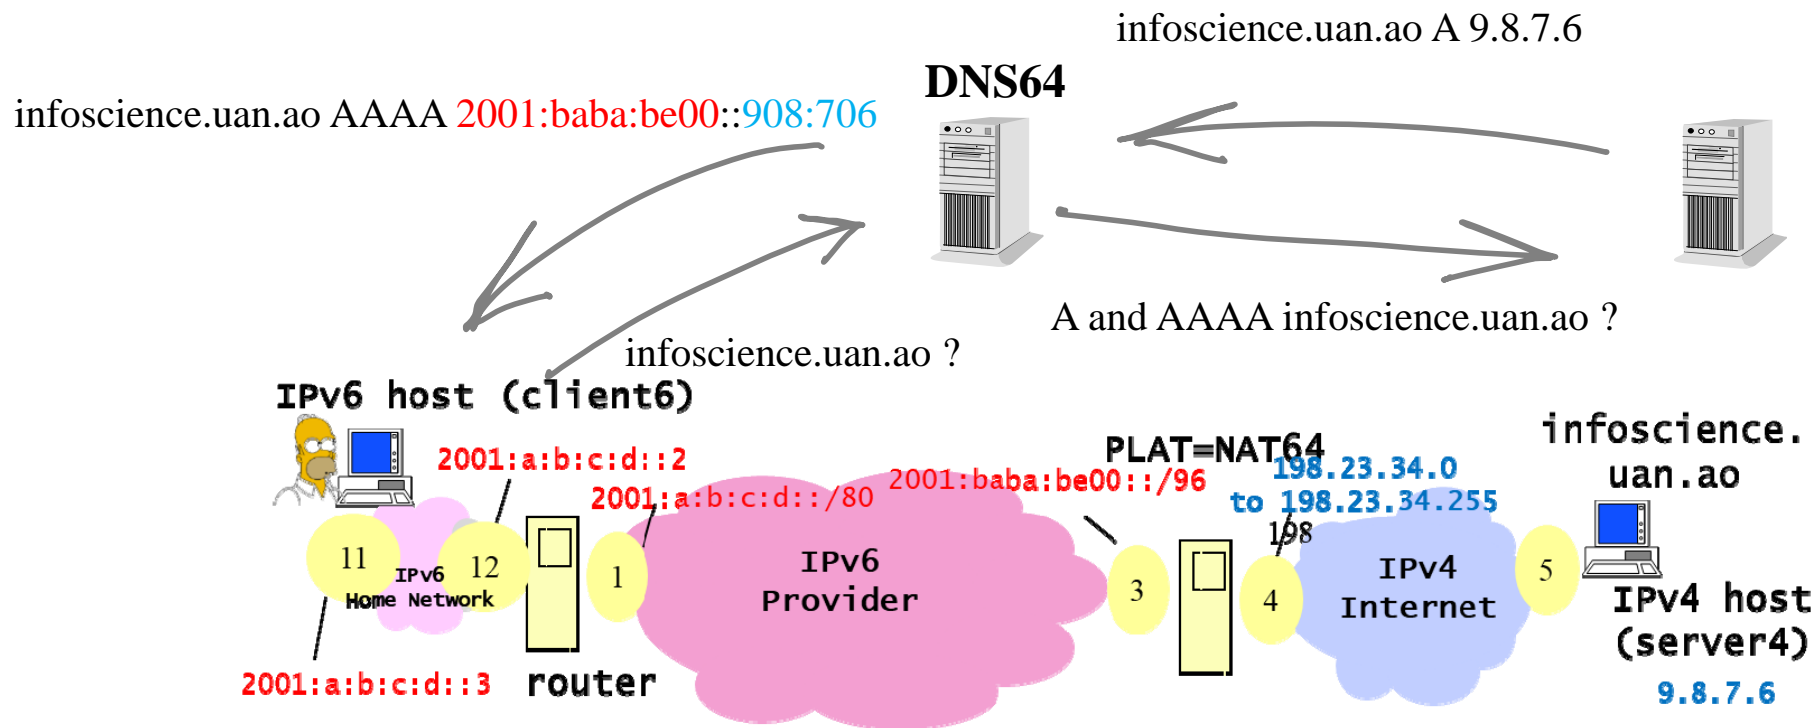 infoscience.uan.ao A 9.8.7.6
DNS64
infoscience.uan.ao AAAA 2001:baba:be00::908:706
A and AAAA infoscience.uan.ao ?
infoscience.uan.ao ?
IPv6 host (client6)
2001:a:b:c:d::2
2001:a:b:c:d::/80
PLAT=NAT64
2001:baba:be00::/96
198.23.34.0
to 198.23.34.255
198
infoscience.
uan.ao
11
IPv6
Home Network
12
1
IPv6
Provider
3
4
IPv4
Internet
5
IPv4 host
(server4)
9.8.7.6
2001:a:b:c:d::3
router